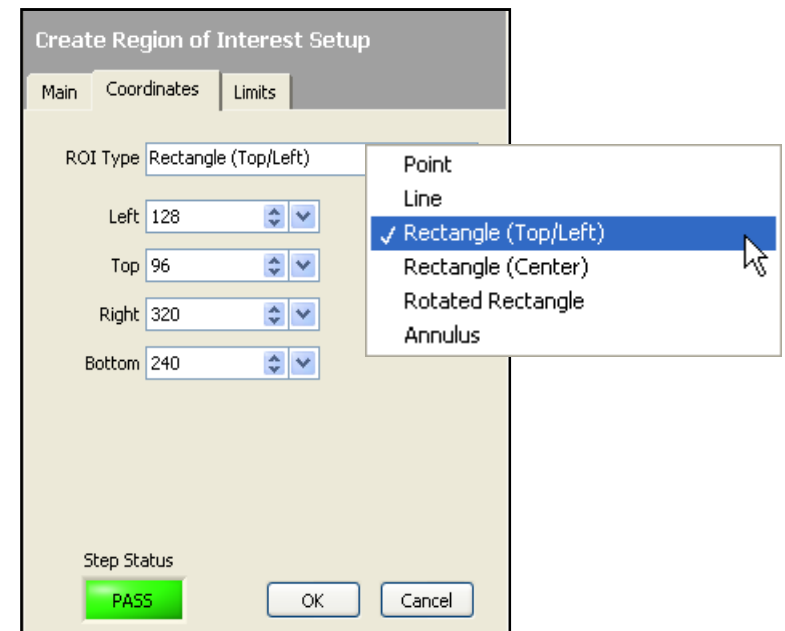 Create Region of Interest Setup
Main Coordinates Limits
ROI Type Rectangle (Top/Left)
Left 128
Top 96
Right 320
Bottom 240
Point
Line
Rectangle (Top/Left)
Rectangle (Center)
Rotated Rectangle
Annulus
Step Status
PASS OK Cancel